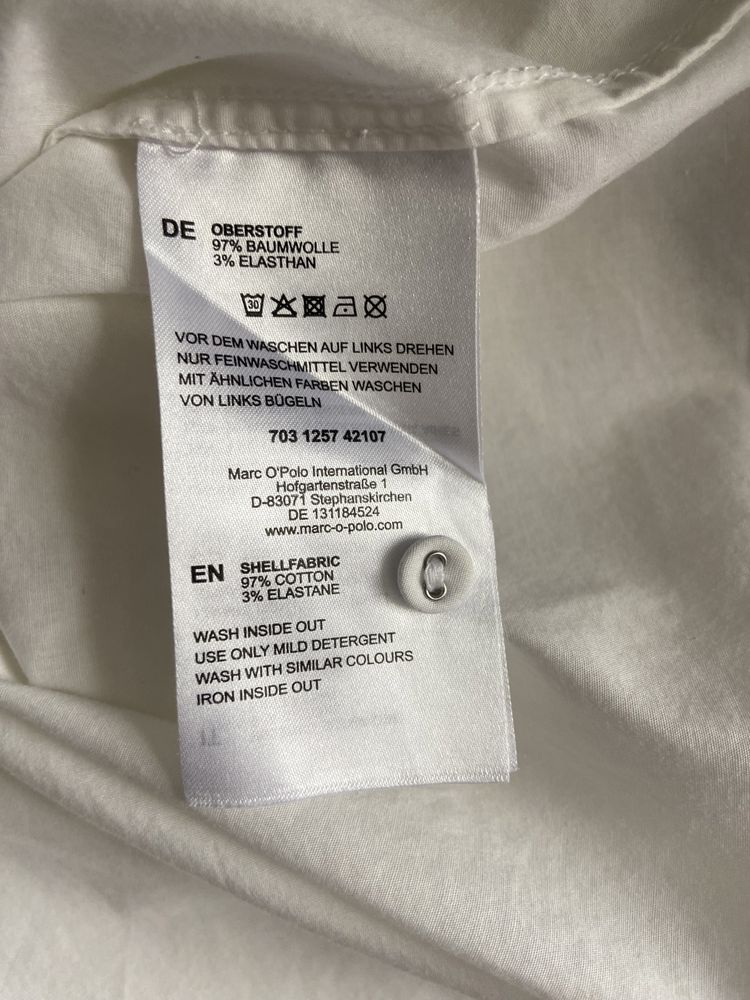 DE OBERSTOFF
97% BAUMWOLLE
3% ELASTHAN
30
VOR DEM WASCHEN AUF LINKS DREHEN
NUR FEINWASCHMITTEL VERWENDEN
MIT ÄHNLICHEN FARBEN WASCHEN
VON LINKS BÜGELN
703 1257 42107
Marc O'Polo International GmbH
Hofgartenstraße 1
D-83071 Stephanskirchen
DE 131184524
www.marc-o-polo.com
EN SHELLFABRIC
97% COTTON
3% ELASTANE
WASH INSIDE OUT
USE ONLY MILD DETERGENT
WASH WITH SIMILAR COLOURS
IRON INSIDE OUT